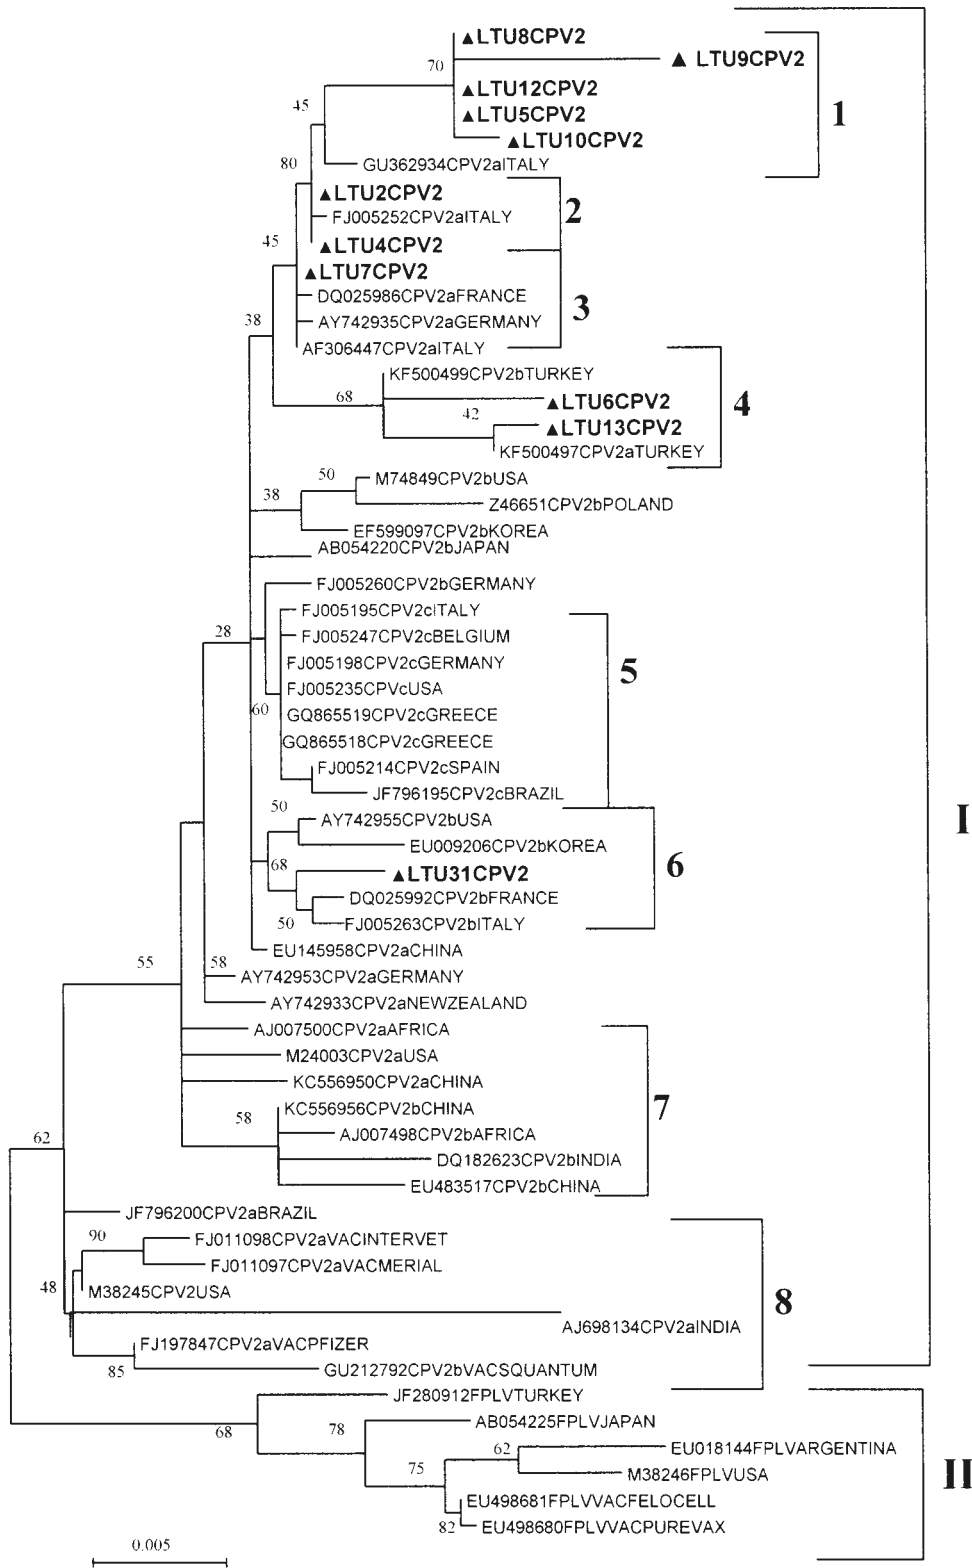 ▲LTU8CPV2
70
▲ LTU9CPV2
▲LTU12CPV2
45
▲LTU5CPV2
1
▲LTU10CPV2
80
GU362934CPV2aITALY
▲LTU2CPV2
2
FJ005252CPV2aITALY
45
▲LTU4CPV2
▲LTU7CPV2
DQ025986CPV2aFRANCE
3
38
AY742935CPV2aGERMANY
AF306447CPV2aITALY
KF500499CPV2bTURKEY
68
▲LTU6CPV2
4
42
▲LTU13CPV2
KF500497CPV2aTURKEY
50
M74849CPV2bUSA
38
Z46651CPV2bPOLAND
EF599097CPV2bKOREA
AB054220CPV2bJAPAN
FJ005260CPV2bGERMANY
FJ005195CPV2cITALY
28
FJ005247CPV2cBELGIUM
FJ005198CPV2cGERMANY
5
FJ005235CPVcUSA
60
GQ865519CPV2cGREECE
GQ865518CPV2cGREECE
FJ005214CPV2cSPAIN
JF796195CPV2cBRAZIL
50
AY742955CPV2bUSA
I
EU009206CPV2bKOREA
68
6
▲LTU31CPV2
DQ025992CPV2bFRANCE
50
FJ005263CPV2bITALY
EU145958CPV2aCHINA
55
58
AY742953CPV2aGERMANY
AY742933CPV2aNEWZEALAND
AJ007500CPV2aAFRICA
M24003CPV2aUSA
KC556950CPV2aCHINA
KC556956CPV2bCHINA
7
58
AJ007498CPV2bAFRICA
62
DQ182623CPV2bINDIA
EU483517CPV2bCHINA
JF796200CPV2aBRAZIL
90
FJ011098CPV2aVACINTERVET
FJ011097CPV2aVACMERIAL
48
M38245CPV2USA
8
AJ698134CPV2aINDIA
FJ197847CPV2aVACPFIZER
85
GU212792CPV2bVACSQUANTUM
JF280912FPLVTURKEY
68
78
AB054225FPLVJAPAN
62
EU018144FPLVARGENTINA
75
M38246FPLVUSA
II
EU498681FPLVVACFELOCELL
82
EU498680FPLVVACPUREVAX
0.005